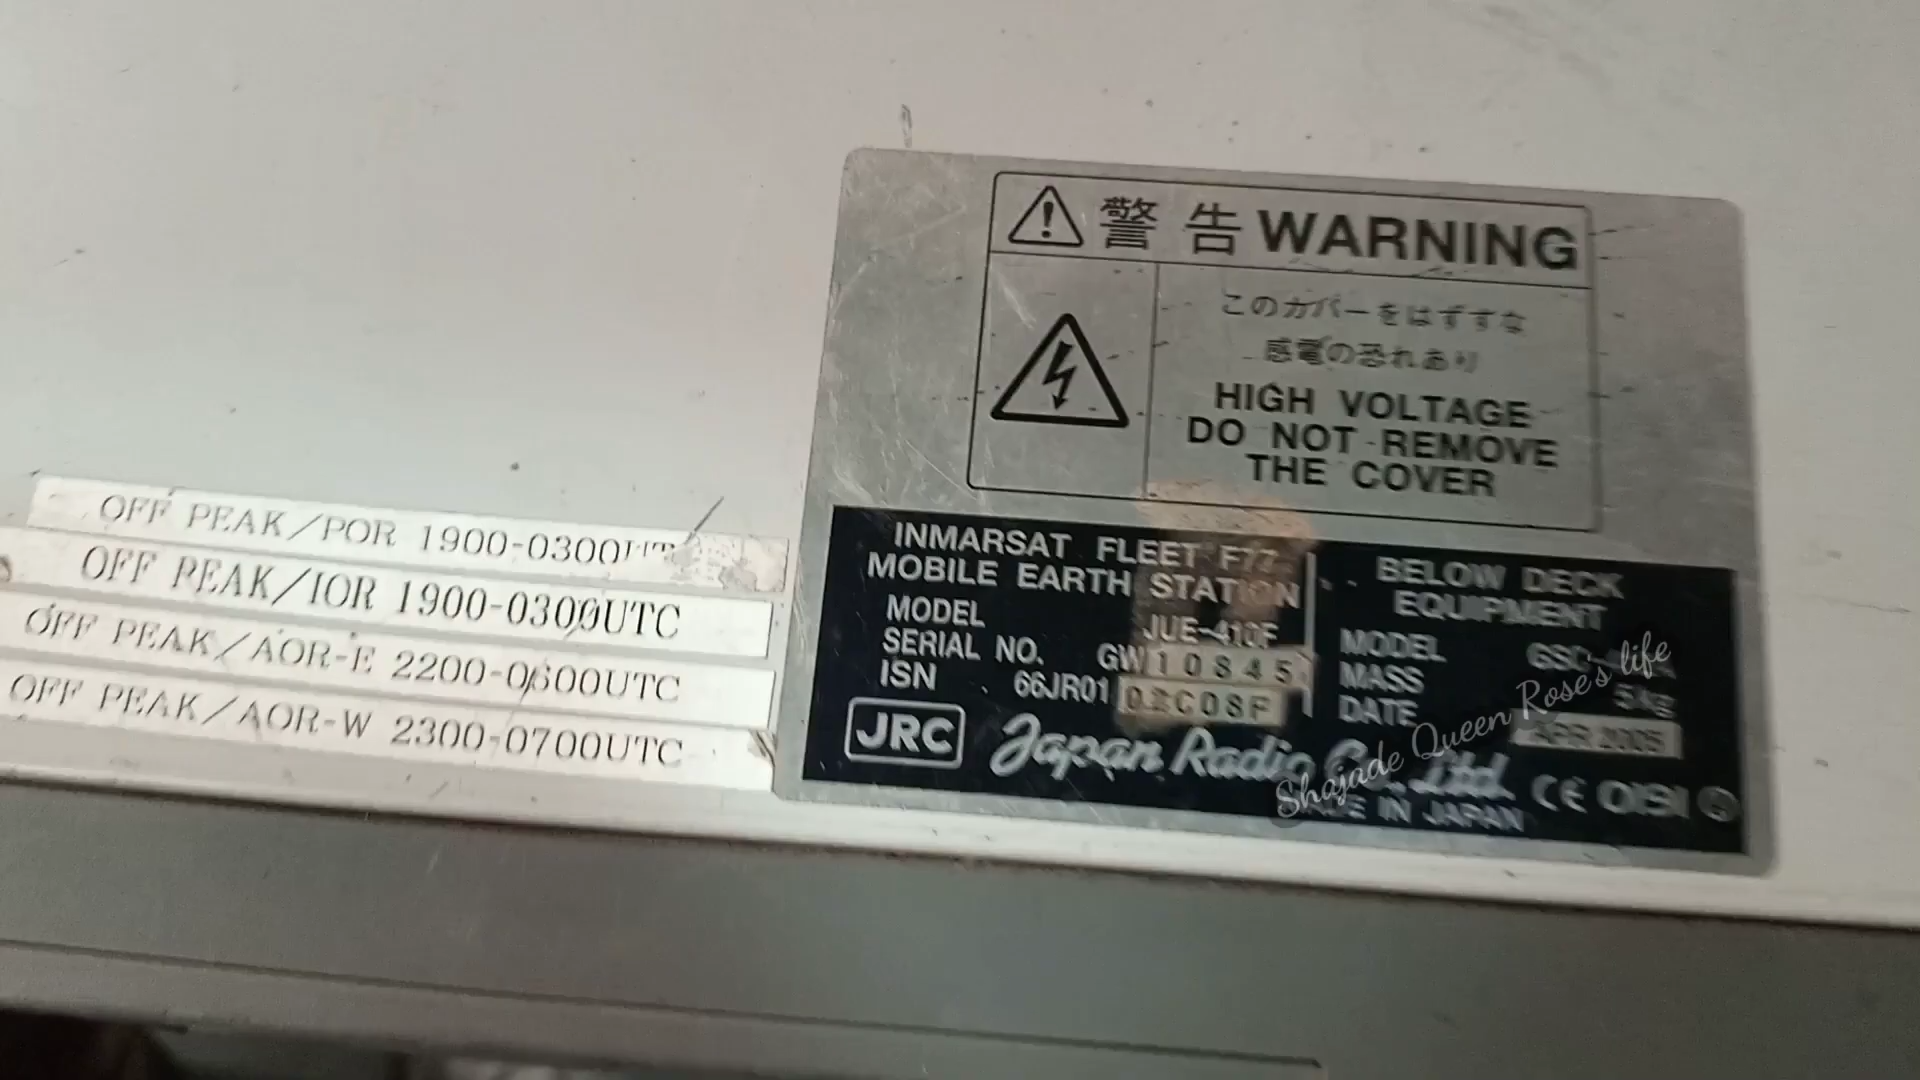 警告 WARNING
このカバーをはずすな
感電の恐れあり
HIGH VOLTAGE
DO NOT REMOVE
THE COVER
OFF PEAK/POR 1900-0300UTC
OFF PEAK/IOR 1900-0300UTC
OFF PEAK/AOR-E 2200-0600UTC
OFF PEAK/AOR-W 2300-0700UTC
INMARSAT FLEET F77
MOBILE EARTH STATION
MODEL JUE-410F
SERIAL NO. GW10845
ISN 66JR01 02C08F
JRC Japan Radio Co., Ltd.
BELOW DECK
EQUIPMENT
MODEL
MASS 5kg
DATE APR 2005
MADE IN JAPAN
CE
Shajade Queen Rose's life